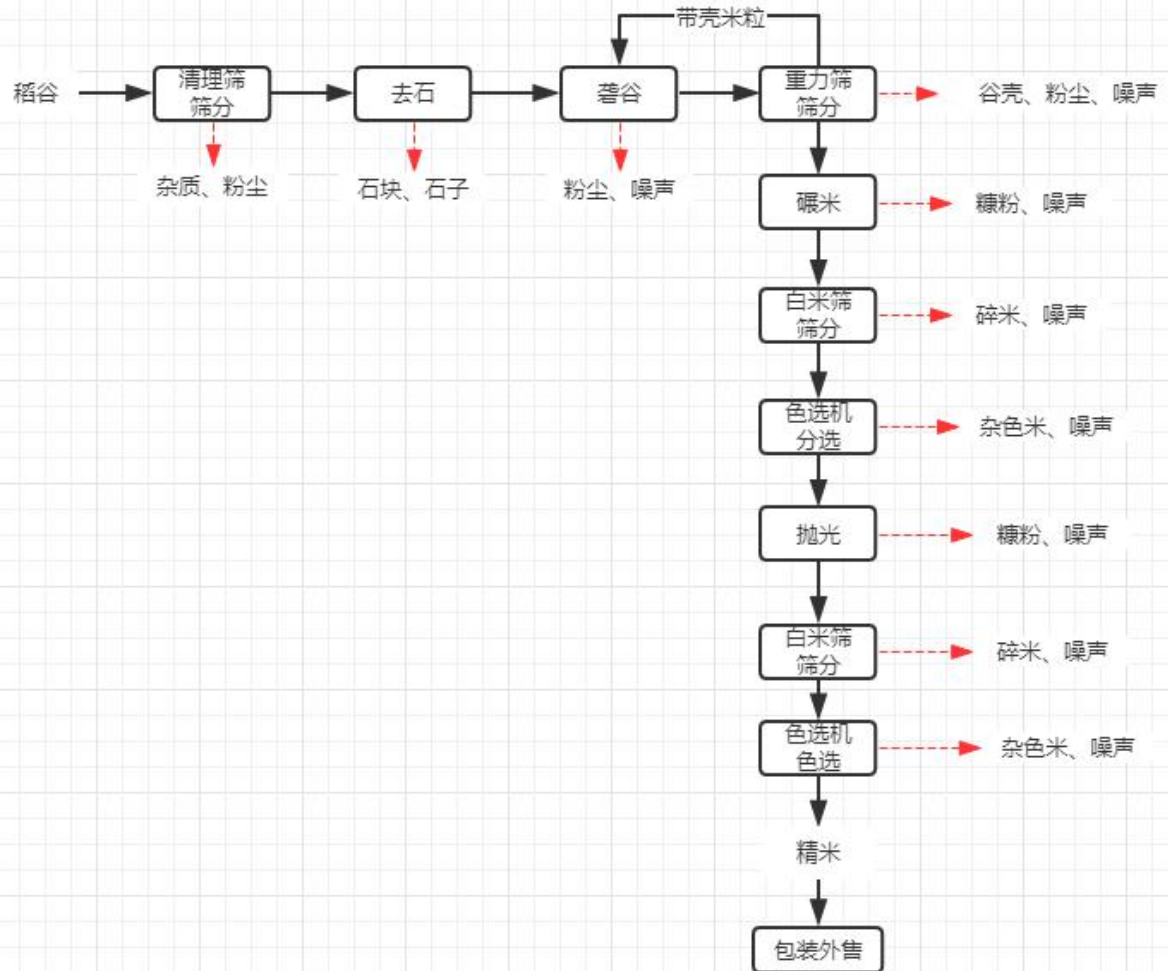 带壳米粒
稻谷
清理筛
筛分
去石
砻谷
重力筛
筛分
谷壳、粉尘、噪声
杂质、粉尘
石块、石子
粉尘、噪声
碾米
糠粉、噪声
白米筛
筛分
碎米、噪声
色选机
分选
杂色米、噪声
抛光
糠粉、噪声
白米筛
筛分
碎米、噪声
色选机
色选
杂色米、噪声
精米
包装外售